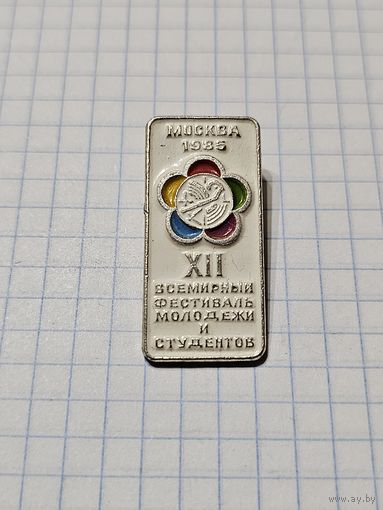 МОСКВА
1985
XII
ВСЕМИРНЫЙ
ФЕСТИВАЛЬ
МОЛОДЕЖИ
И
СТУДЕНТОВ
www.ay.by